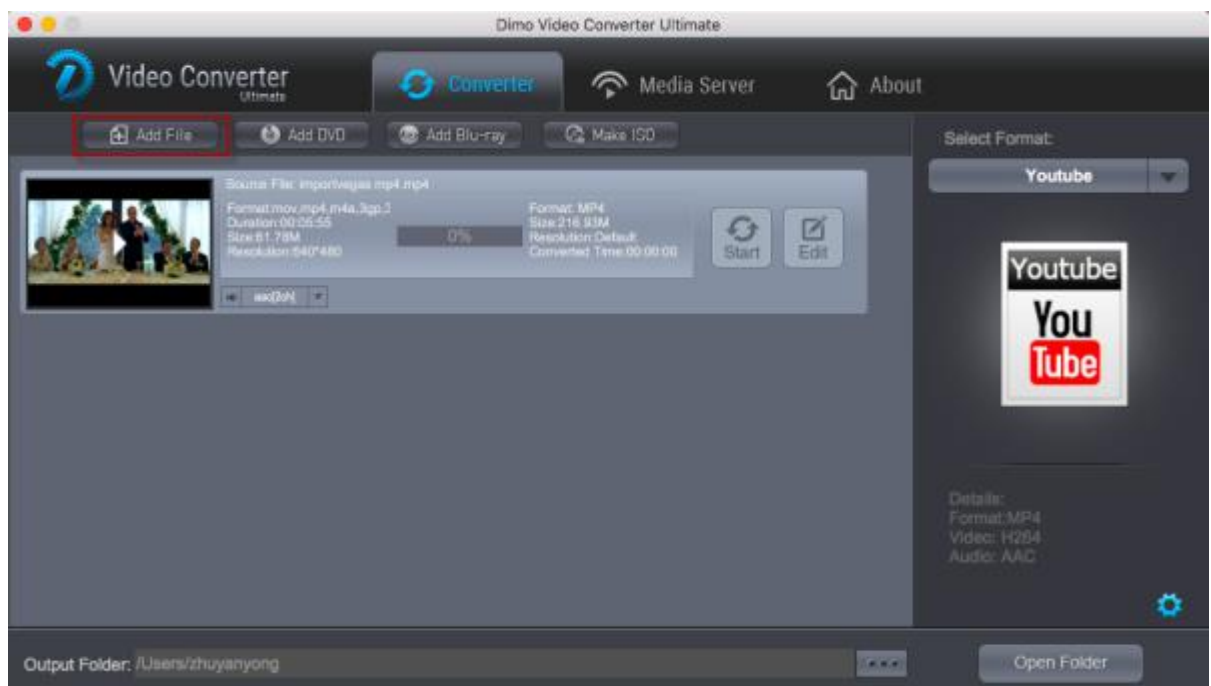 Dimo Video Converter Ultimate
Video Converter
Ultimate
Converter
Media Server
About
Add File
Add DVD
Add Blu-ray
Make ISO
Select Format:
Youtube
Source File: importvegas mp4.mp4
Format:mov,mp4,m4a,3gp,3
Duration:00:05:55
Size:61.78M
Resolution:640*480
0%
Format: MP4
Size:216.93M
Resolution:Default
Converted Time:00:00:00
Start
Edit
Youtube
You
Tube
Details:
Format:MP4
Video: H264
Audio: AAC
Output Folder: /Users/zhuyanyong
Open Folder